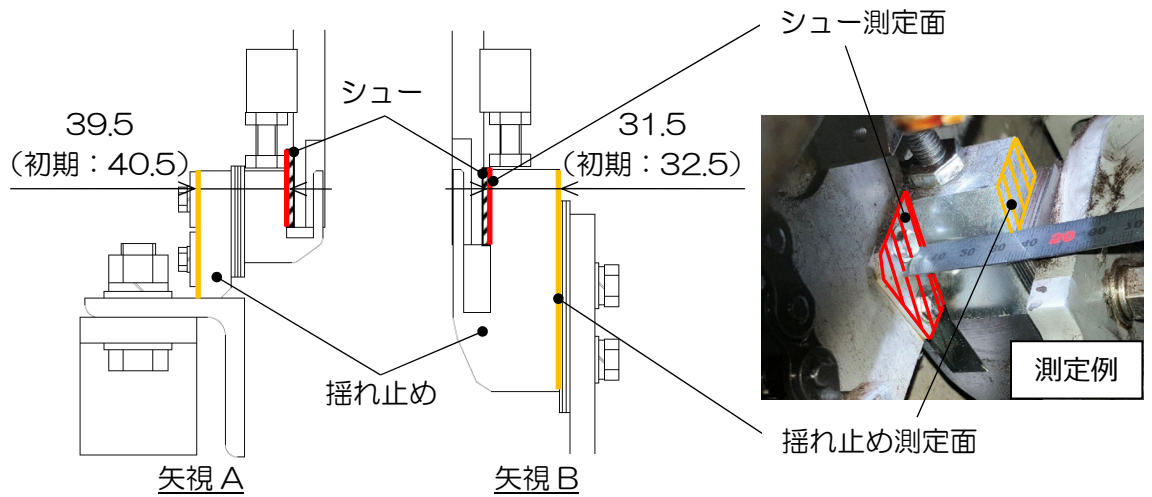 シュー測定面
シュー
39.5
（初期：40.5）
31.5
（初期：32.5）
揺れ止め
測定例
揺れ止め測定面
矢視 A
矢視 B